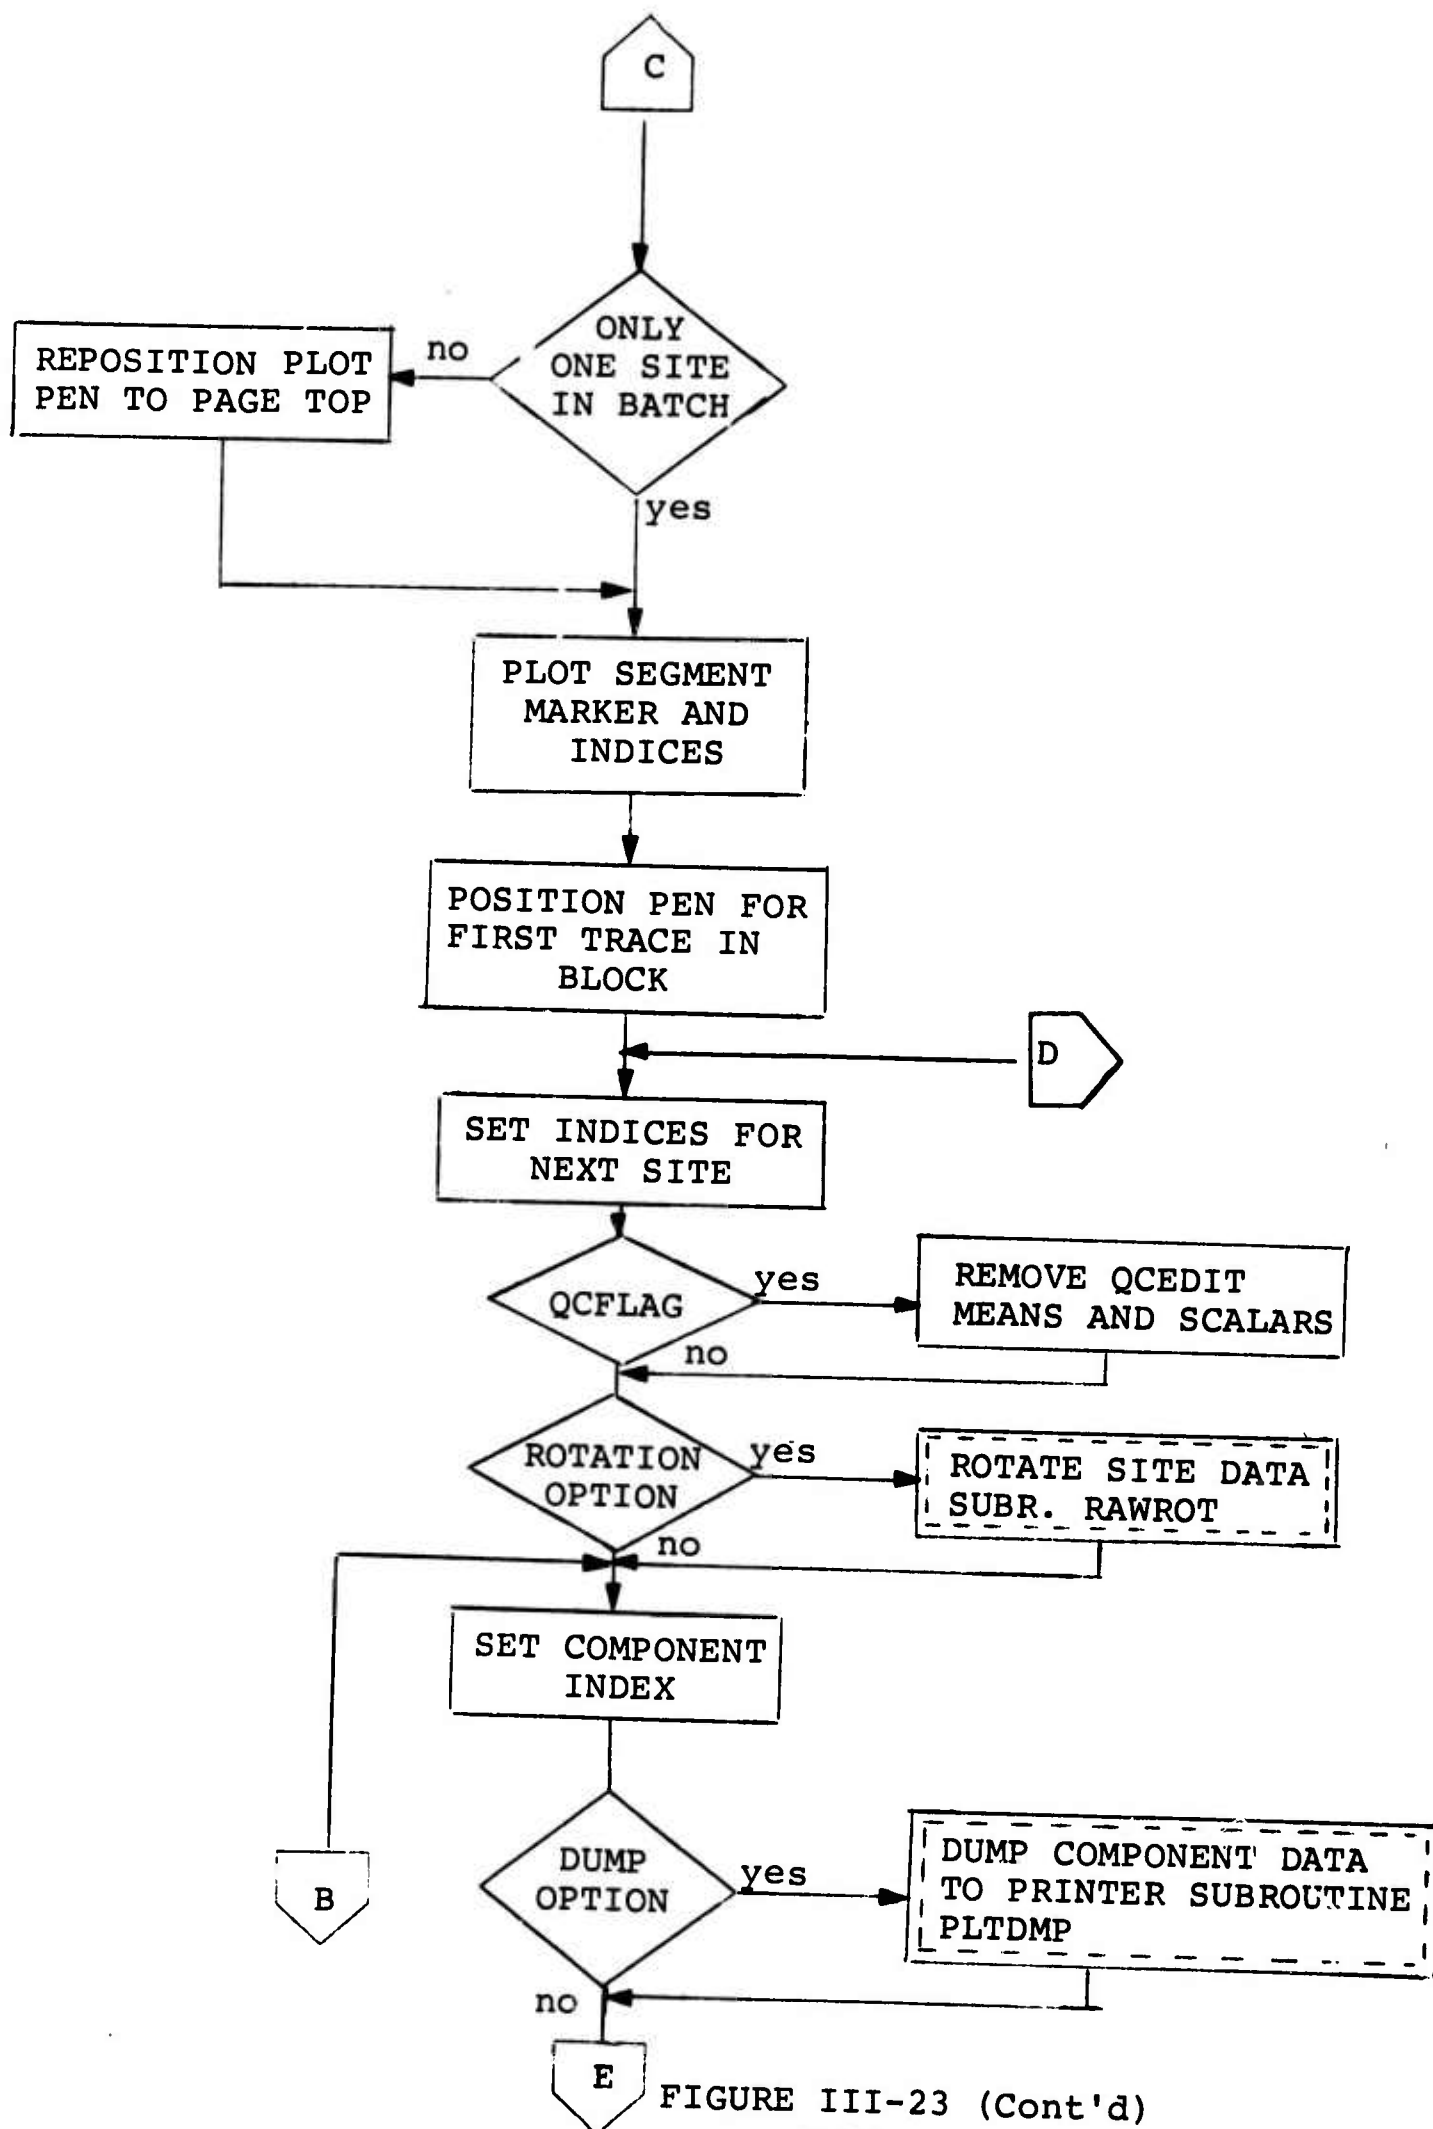 C
ONLY
ONE SITE
IN BATCH
no
REPOSITION PLOT
PEN TO PAGE TOP
yes
PLOT SEGMENT
MARKER AND
INDICES
POSITION PEN FOR
FIRST TRACE IN
BLOCK
D
SET INDICES FOR
NEXT SITE
QCFLAG
yes
REMOVE QCEDIT
MEANS AND SCALARS
no
ROTATION
OPTION
yes
ROTATE SITE DATA
SUBR. RAWROT
no
SET COMPONENT
INDEX
B
DUMP
OPTION
yes
DUMP COMPONENT DATA
TO PRINTER SUBROUTINE
PLTDMP
no
E
FIGURE III-23 (Cont'd)